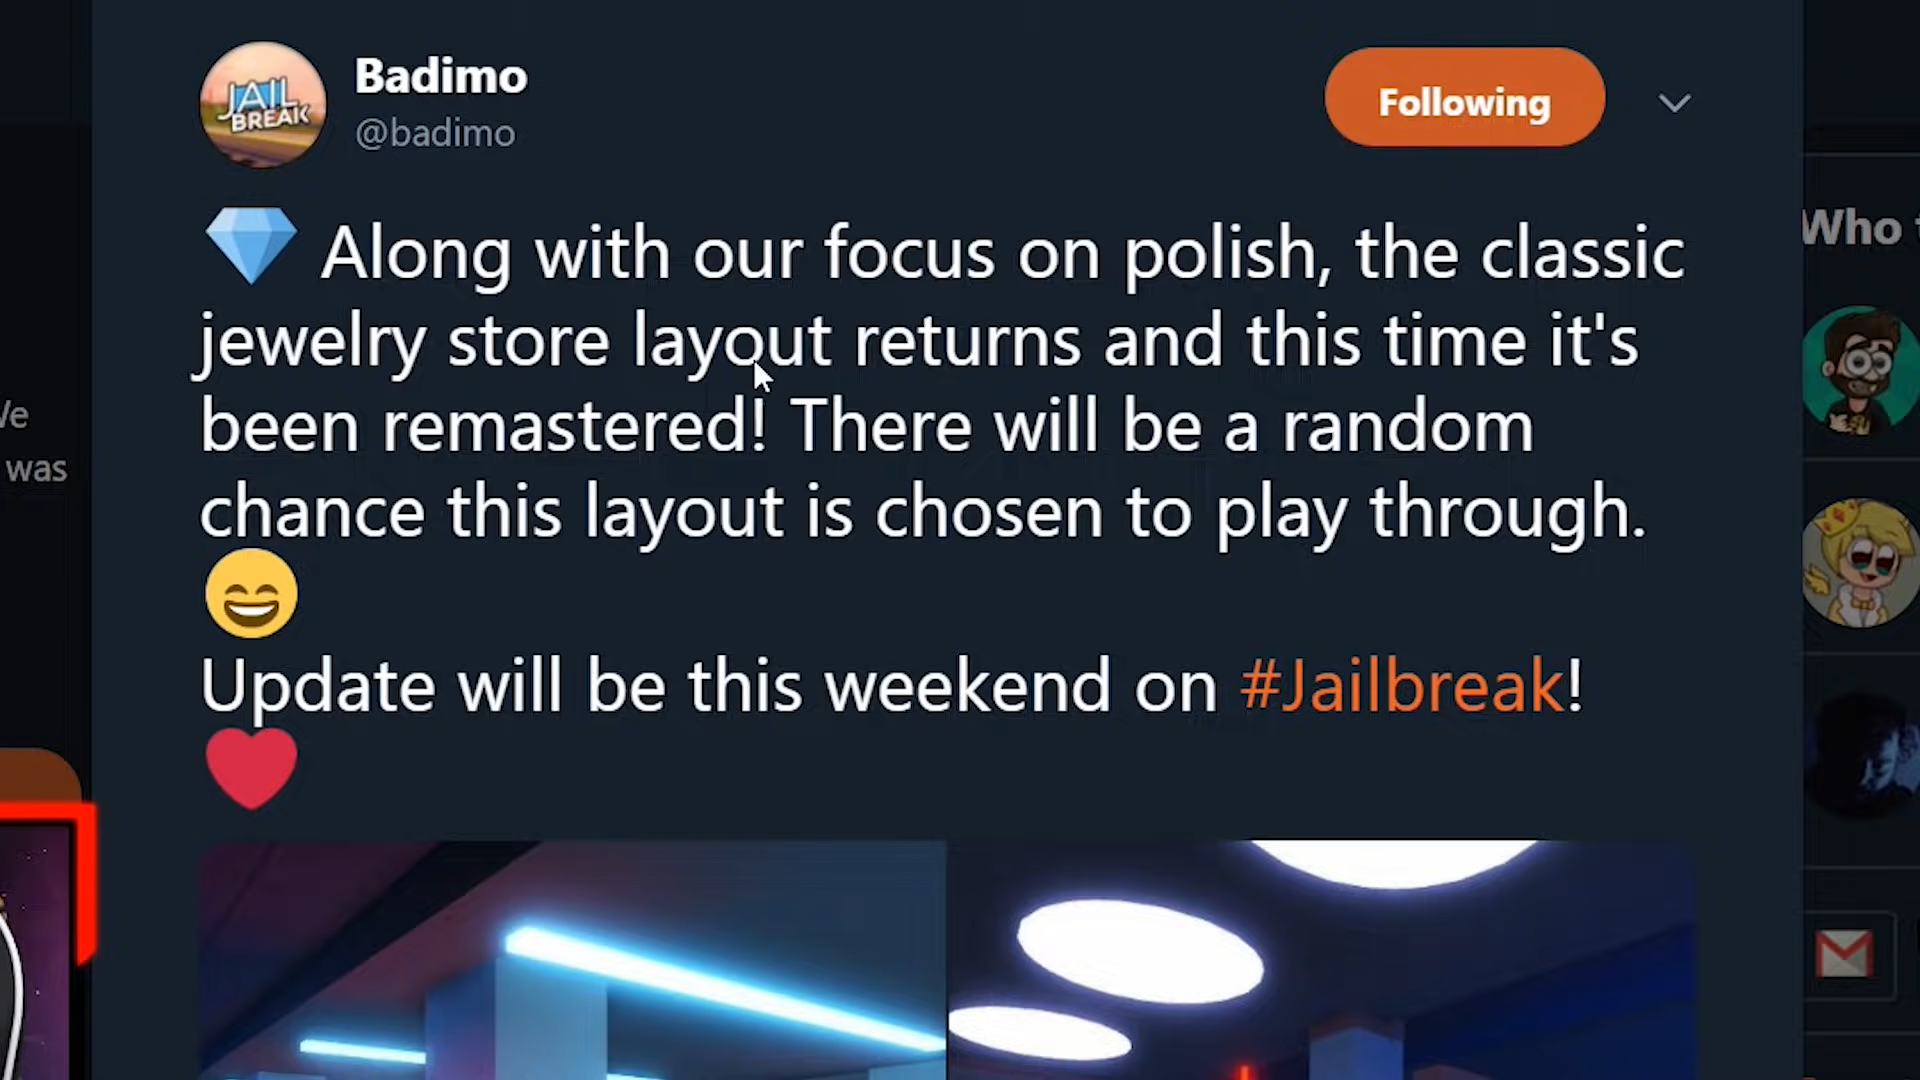 JAIL
BREAK
Badimo
@badimo
Following
💎 Along with our focus on polish, the classic
jewelry store layout returns and this time it's
been remastered! There will be a random
chance this layout is chosen to play through.
😄
Update will be this weekend on #Jailbreak!
❤️
was
Who